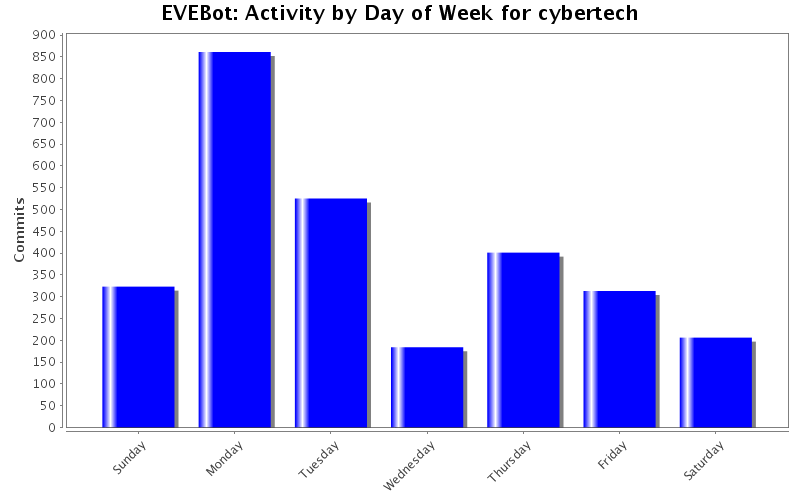 EVEBot: Activity by Day of Week for cybertech
Commits
900
850
800
750
700
650
600
550
500
450
400
350
300
250
200
150
100
50
0
Sunday
Monday
Tuesday
Wednesday
Thursday
Friday
Saturday